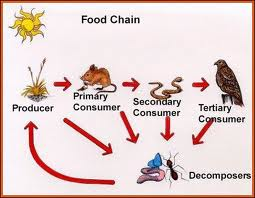 Food Chain
Producer
Primary
Consumer
Secondary
Consumer
Tertiary
Consumer
Decomposers